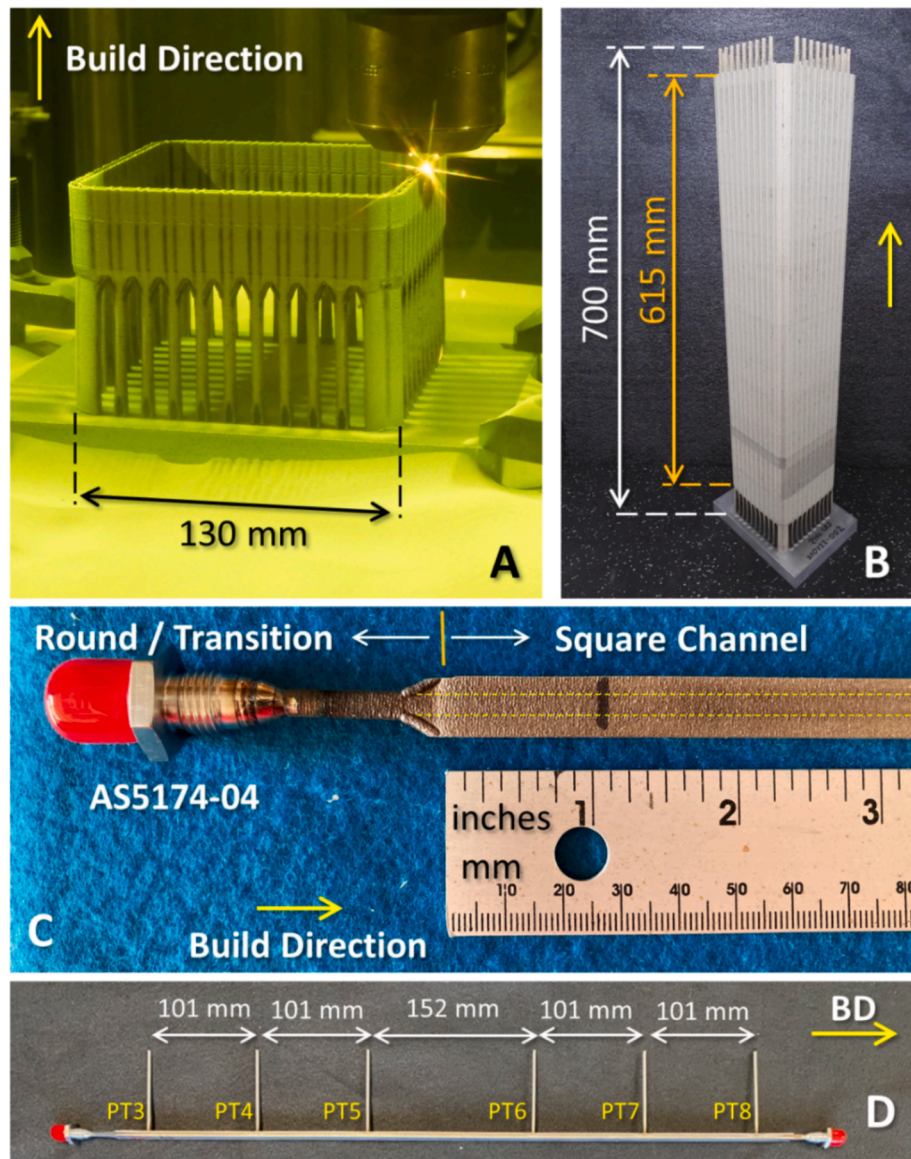 Build Direction
130 mm
A
700 mm
615 mm
B
Round / Transition
Square Channel
AS5174-04
inches
1
2
3
mm
10
20
30
40
50
60
70
80
Build Direction
C
101 mm
101 mm
152 mm
101 mm
101 mm
BD
PT3
PT4
PT5
PT6
PT7
PT8
D